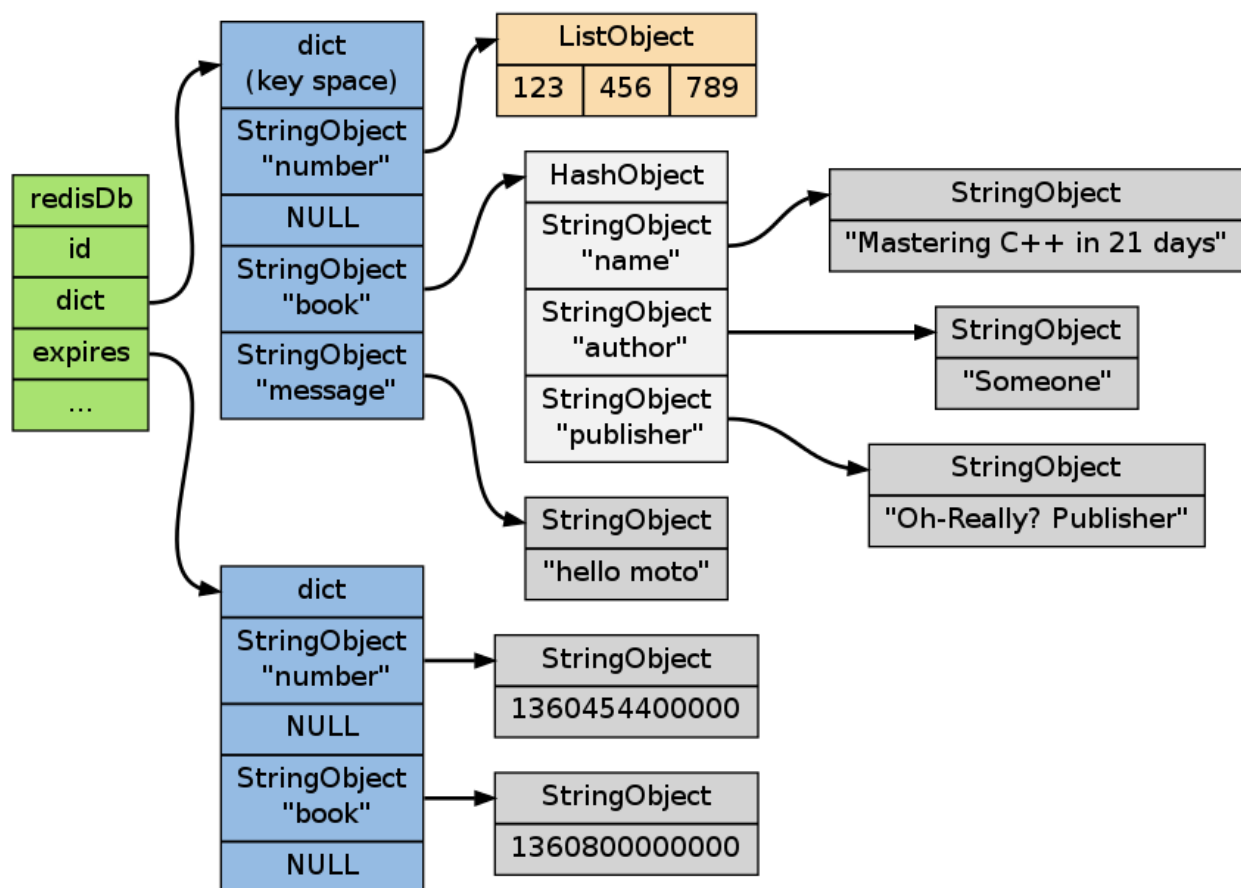 redisDb
id
dict
expires
...
dict
(key space)
StringObject
"number"
NULL
StringObject
"book"
StringObject
"message"
ListObject
123 456 789
HashObject
StringObject
"name"
StringObject
"author"
StringObject
"publisher"
StringObject
"Mastering C++ in 21 days"
StringObject
"Someone"
StringObject
"Oh-Really? Publisher"
StringObject
"hello moto"
dict
StringObject
"number"
NULL
StringObject
"book"
NULL
StringObject
1360454400000
StringObject
1360800000000